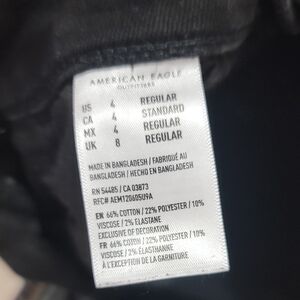 AMERICAN EAGLE
OUTFITTERS
US 4 REGULAR
CA 4 STANDARD
MX 4 REGULAR
UK 8 REGULAR
MADE IN BANGLADESH / FABRIQUÉ AU
BANGLADESH / HECHO EN BANGLADESH
RN 54485 / CA 03873
RFC# AEM120605U9A
EN 66% COTTON / 22% POLYESTER / 10%
VISCOSE / 2% ELASTANE
EXCLUSIVE OF DECORATION
FR 66% COTON / 22% POLYESTER / 10%
VISCOSE / 2% ÉLASTHANNE
À L'EXCEPTION DE LA GARNITURE